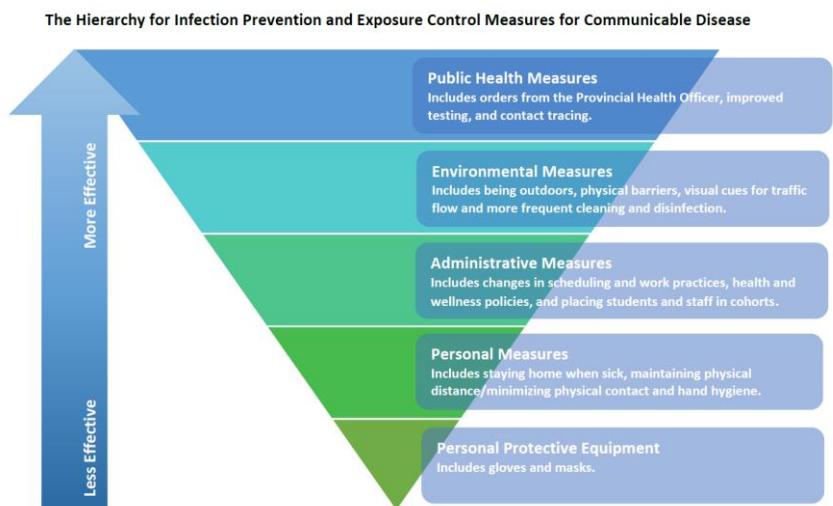 The Hierarchy for Infection Prevention and Exposure Control Measures for Communicable Disease
More Effective
Less Effective
Public Health Measures
Includes orders from the Provincial Health Officer, improved
testing, and contact tracing.
Environmental Measures
Includes being outdoors, physical barriers, visual cues for traffic
flow and more frequent cleaning and disinfection.
Administrative Measures
Includes changes in scheduling and work practices, health and
wellness policies, and placing students and staff in cohorts.
Personal Measures
Includes staying home when sick, maintaining physical
distance/minimizing physical contact and hand hygiene.
Personal Protective Equipment
Includes gloves and masks.